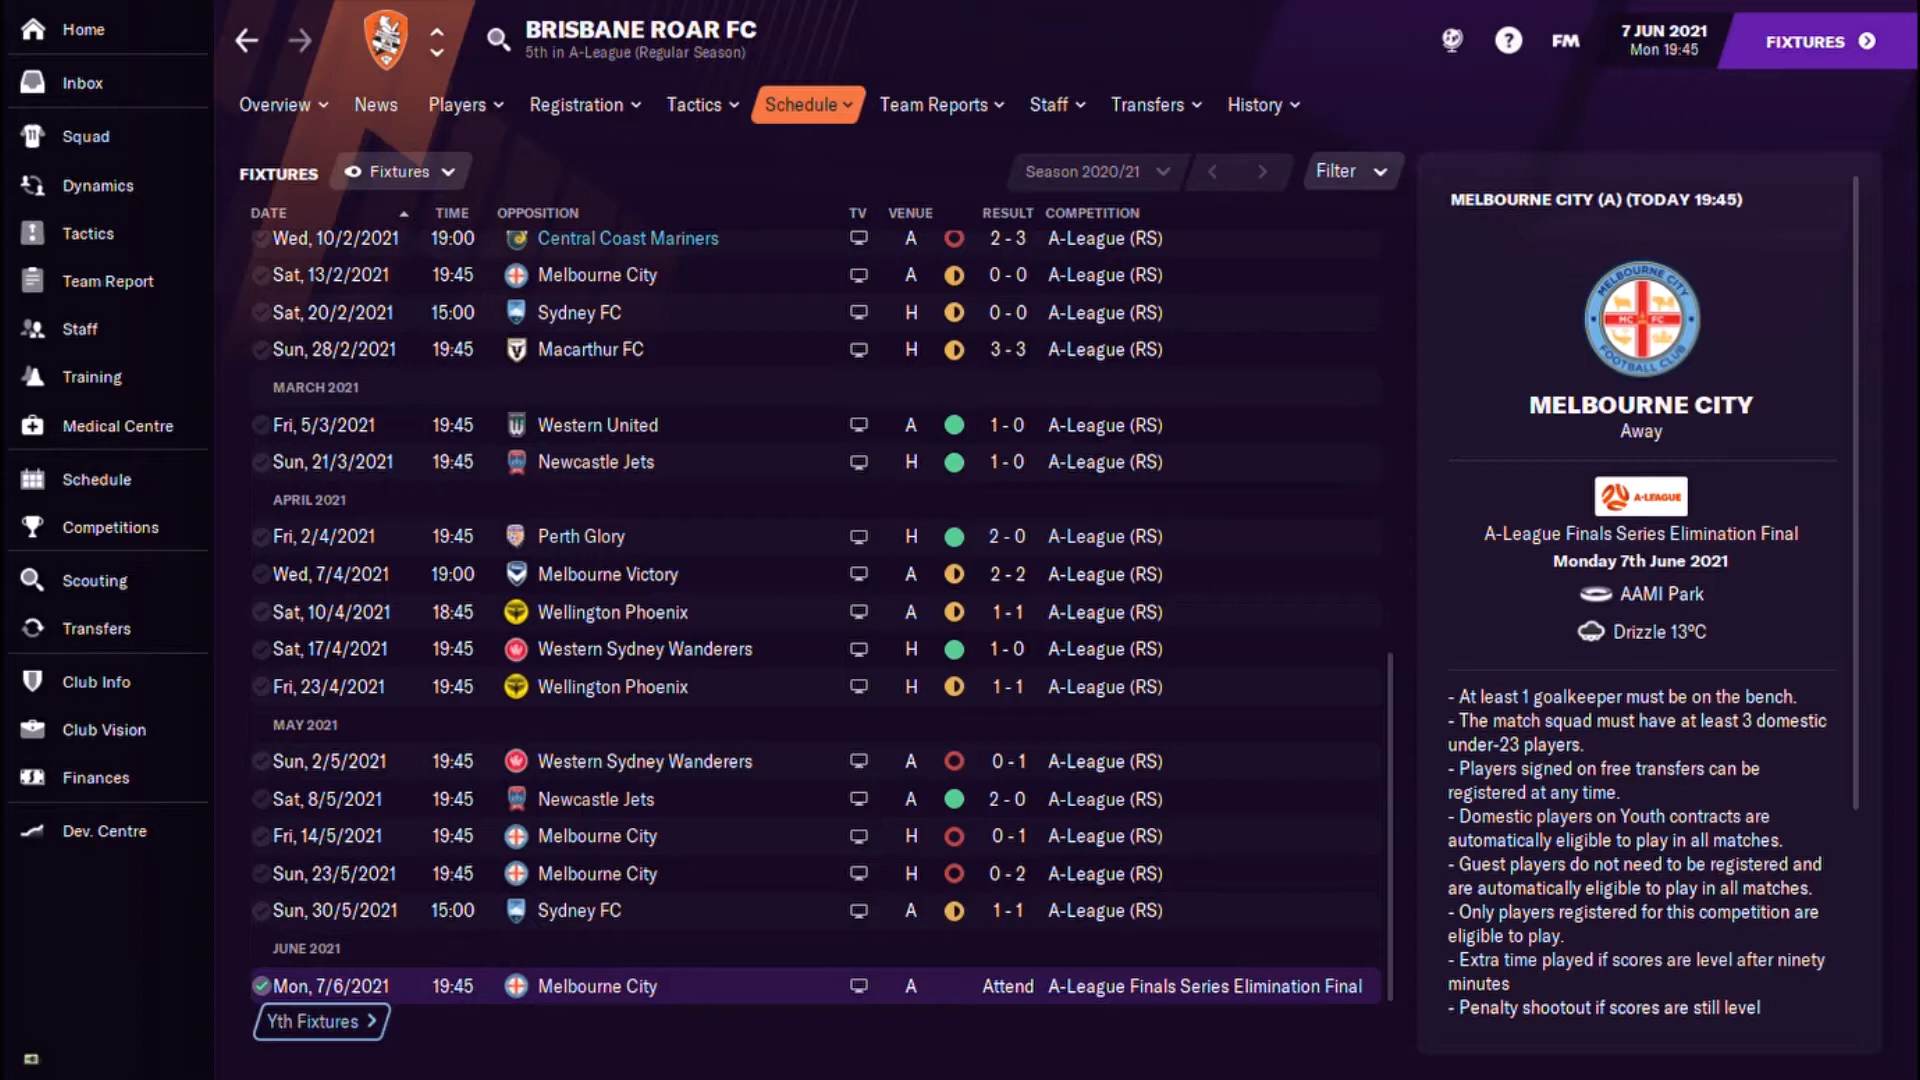 Home
Inbox
Squad
Dynamics
Tactics
Team Report
Staff
Training
Medical Centre
Schedule
Competitions
Scouting
Transfers
Club Info
Club Vision
Finances
Dev. Centre
BRISBANE ROAR FC
5th in A-League (Regular Season)
FM
7 JUN 2021
Mon 19:45
FIXTURES
Overview News Players Registration Tactics Schedule Team Reports Staff Transfers History
FIXTURES Fixtures Season 2020/21 Filter
DATE TIME OPPOSITION TV VENUE RESULT COMPETITION
Wed, 10/2/2021 19:00 Central Coast Mariners A 2 - 3 A-League (RS)
Sat, 13/2/2021 19:45 Melbourne City A 0 - 0 A-League (RS)
Sat, 20/2/2021 15:00 Sydney FC H 0 - 0 A-League (RS)
Sun, 28/2/2021 19:45 Macarthur FC H 3 - 3 A-League (RS)
MARCH 2021
Fri, 5/3/2021 19:45 Western United A 1 - 0 A-League (RS)
Sun, 21/3/2021 19:45 Newcastle Jets H 1 - 0 A-League (RS)
APRIL 2021
Fri, 2/4/2021 19:45 Perth Glory H 2 - 0 A-League (RS)
Wed, 7/4/2021 19:00 Melbourne Victory A 2 - 2 A-League (RS)
Sat, 10/4/2021 18:45 Wellington Phoenix A 1 - 1 A-League (RS)
Sat, 17/4/2021 19:45 Western Sydney Wanderers H 1 - 0 A-League (RS)
Fri, 23/4/2021 19:45 Wellington Phoenix H 1 - 1 A-League (RS)
MAY 2021
Sun, 2/5/2021 19:45 Western Sydney Wanderers A 0 - 1 A-League (RS)
Sat, 8/5/2021 19:45 Newcastle Jets A 2 - 0 A-League (RS)
Fri, 14/5/2021 19:45 Melbourne City H 0 - 1 A-League (RS)
Sun, 23/5/2021 19:45 Melbourne City H 0 - 2 A-League (RS)
Sun, 30/5/2021 15:00 Sydney FC A 1 - 1 A-League (RS)
JUNE 2021
Mon, 7/6/2021 19:45 Melbourne City A Attend A-League Finals Series Elimination Final
Yth Fixtures
MELBOURNE CITY (A) (TODAY 19:45)
MELBOURNE CITY
MC FC
FOOTBALL CLUB
MELBOURNE CITY
Away
A-LEAGUE
A-League Finals Series Elimination Final
Monday 7th June 2021
AAMI Park
Drizzle 13ºC
- At least 1 goalkeeper must be on the bench.
- The match squad must have at least 3 domestic
under-23 players.
- Players signed on free transfers can be
registered at any time.
- Domestic players on Youth contracts are
automatically eligible to play in all matches.
- Guest players do not need to be registered and
are automatically eligible to play in all matches.
- Only players registered for this competition are
eligible to play.
- Extra time played if scores are level after ninety
minutes
- Penalty shootout if scores are still level